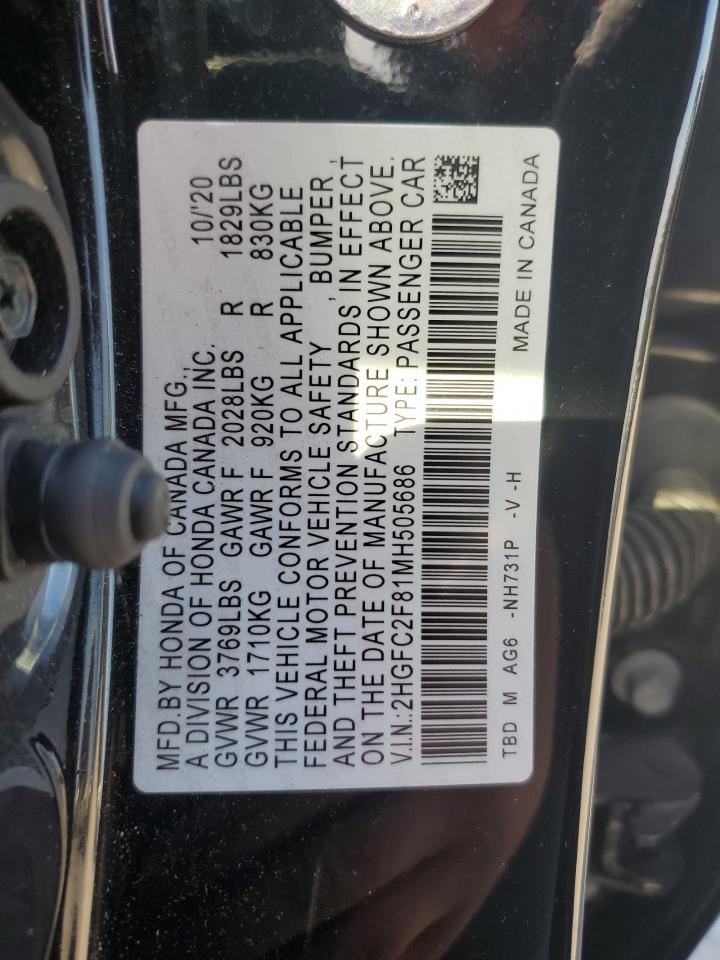 MFD.BY HONDA OF CANADA MFG.,
A DIVISION OF HONDA CANADA INC. 10/'20
GVWR 3769LBS GAWR F 2028LBS R 1829LBS
GVWR 1710KG GAWR F 920KG R 830KG
THIS VEHICLE CONFORMS TO ALL APPLICABLE
FEDERAL MOTOR VEHICLE SAFETY , BUMPER ,
AND THEFT PREVENTION STANDARDS IN EFFECT
ON THE DATE OF MANUFACTURE SHOWN ABOVE.
V.I.N.:2HGFC2F81MH505686 TYPE: PASSENGER CAR
TBD M AG6 -NH731P -V -H
MADE IN CANADA